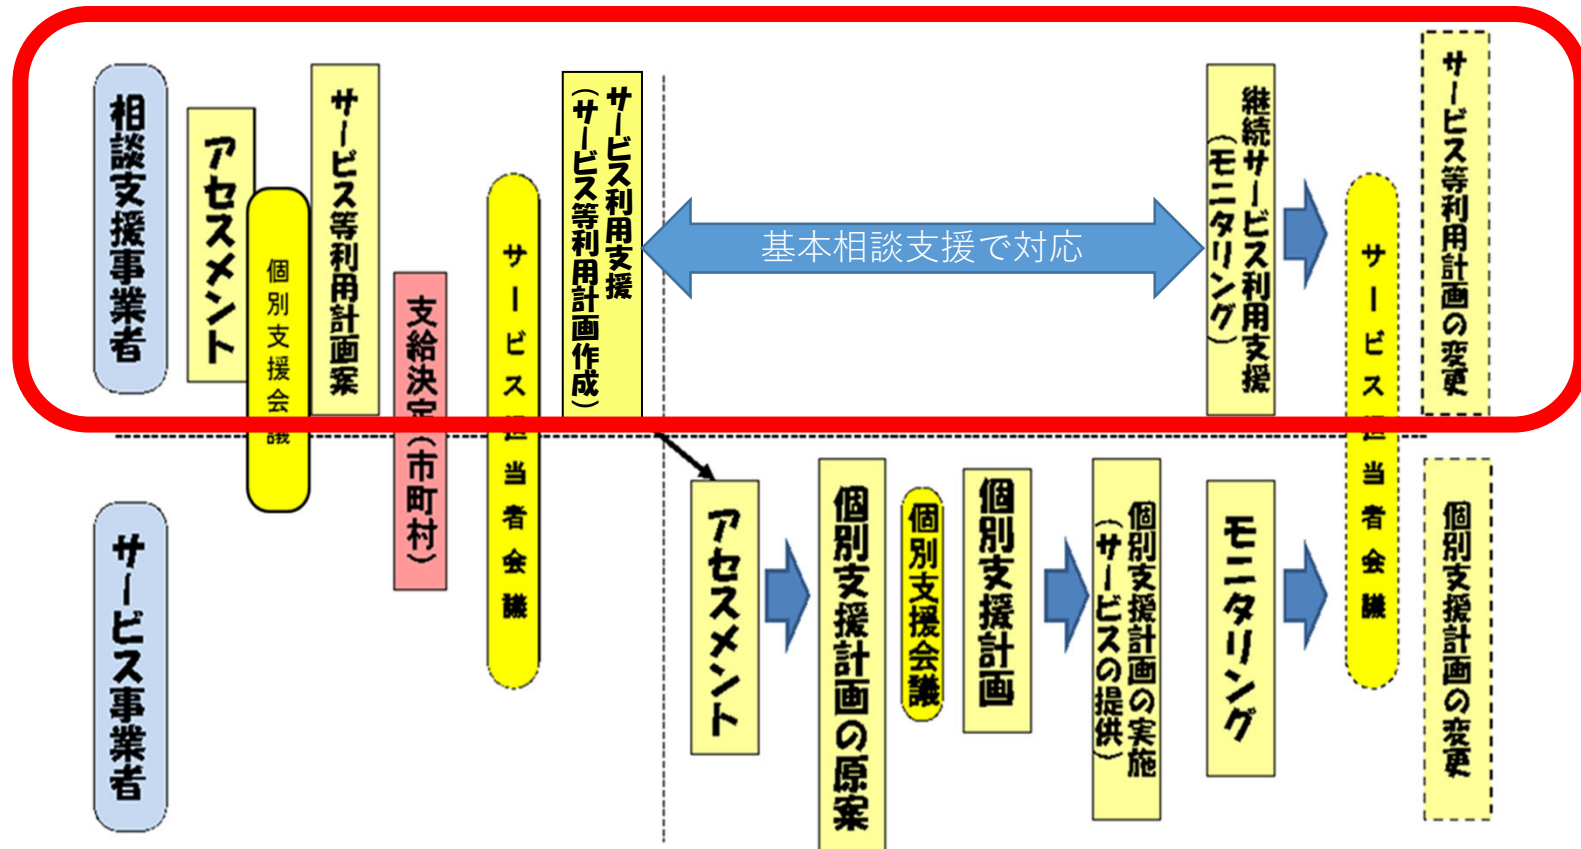 相談支援事業者
アセスメント
個別支援会議
サービス等利用計画案
支給決定(市町村)
サービス担当者会議
サービス利用支援
(サービス等利用計画作成)
基本相談支援で対応
継続サービス利用支援
(モニタリング)
サービス担当者会議
サービス等利用計画の変更
サービス事業者
アセスメント
個別支援計画の原案
個別支援会議
個別支援計画
個別支援計画の実施
(サービスの提供)
モニタリング
個別支援計画の変更